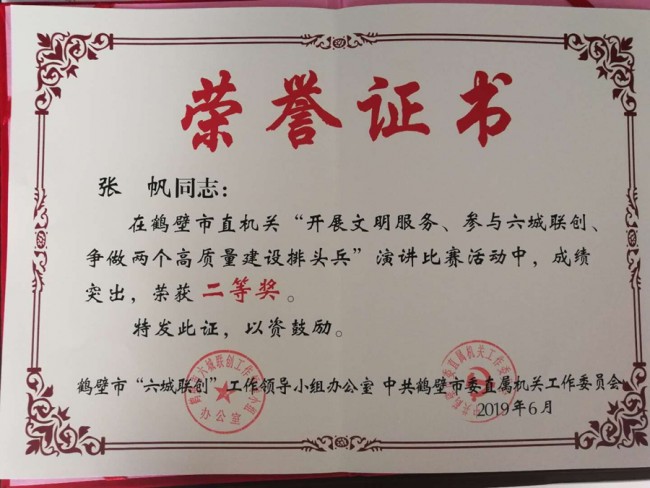 荣誉证书
张 帆同志：
在鹤壁市直机关“开展文明服务、参与六城联创、
争做两个高质量建设排头兵”演讲比赛活动中，成绩
突出，荣获二等奖。
特发此证，以资鼓励。
鹤壁市“六城联创”工作领导小组办公室 中共鹤壁市委直属机关工作委员会
2019年6月
办公室